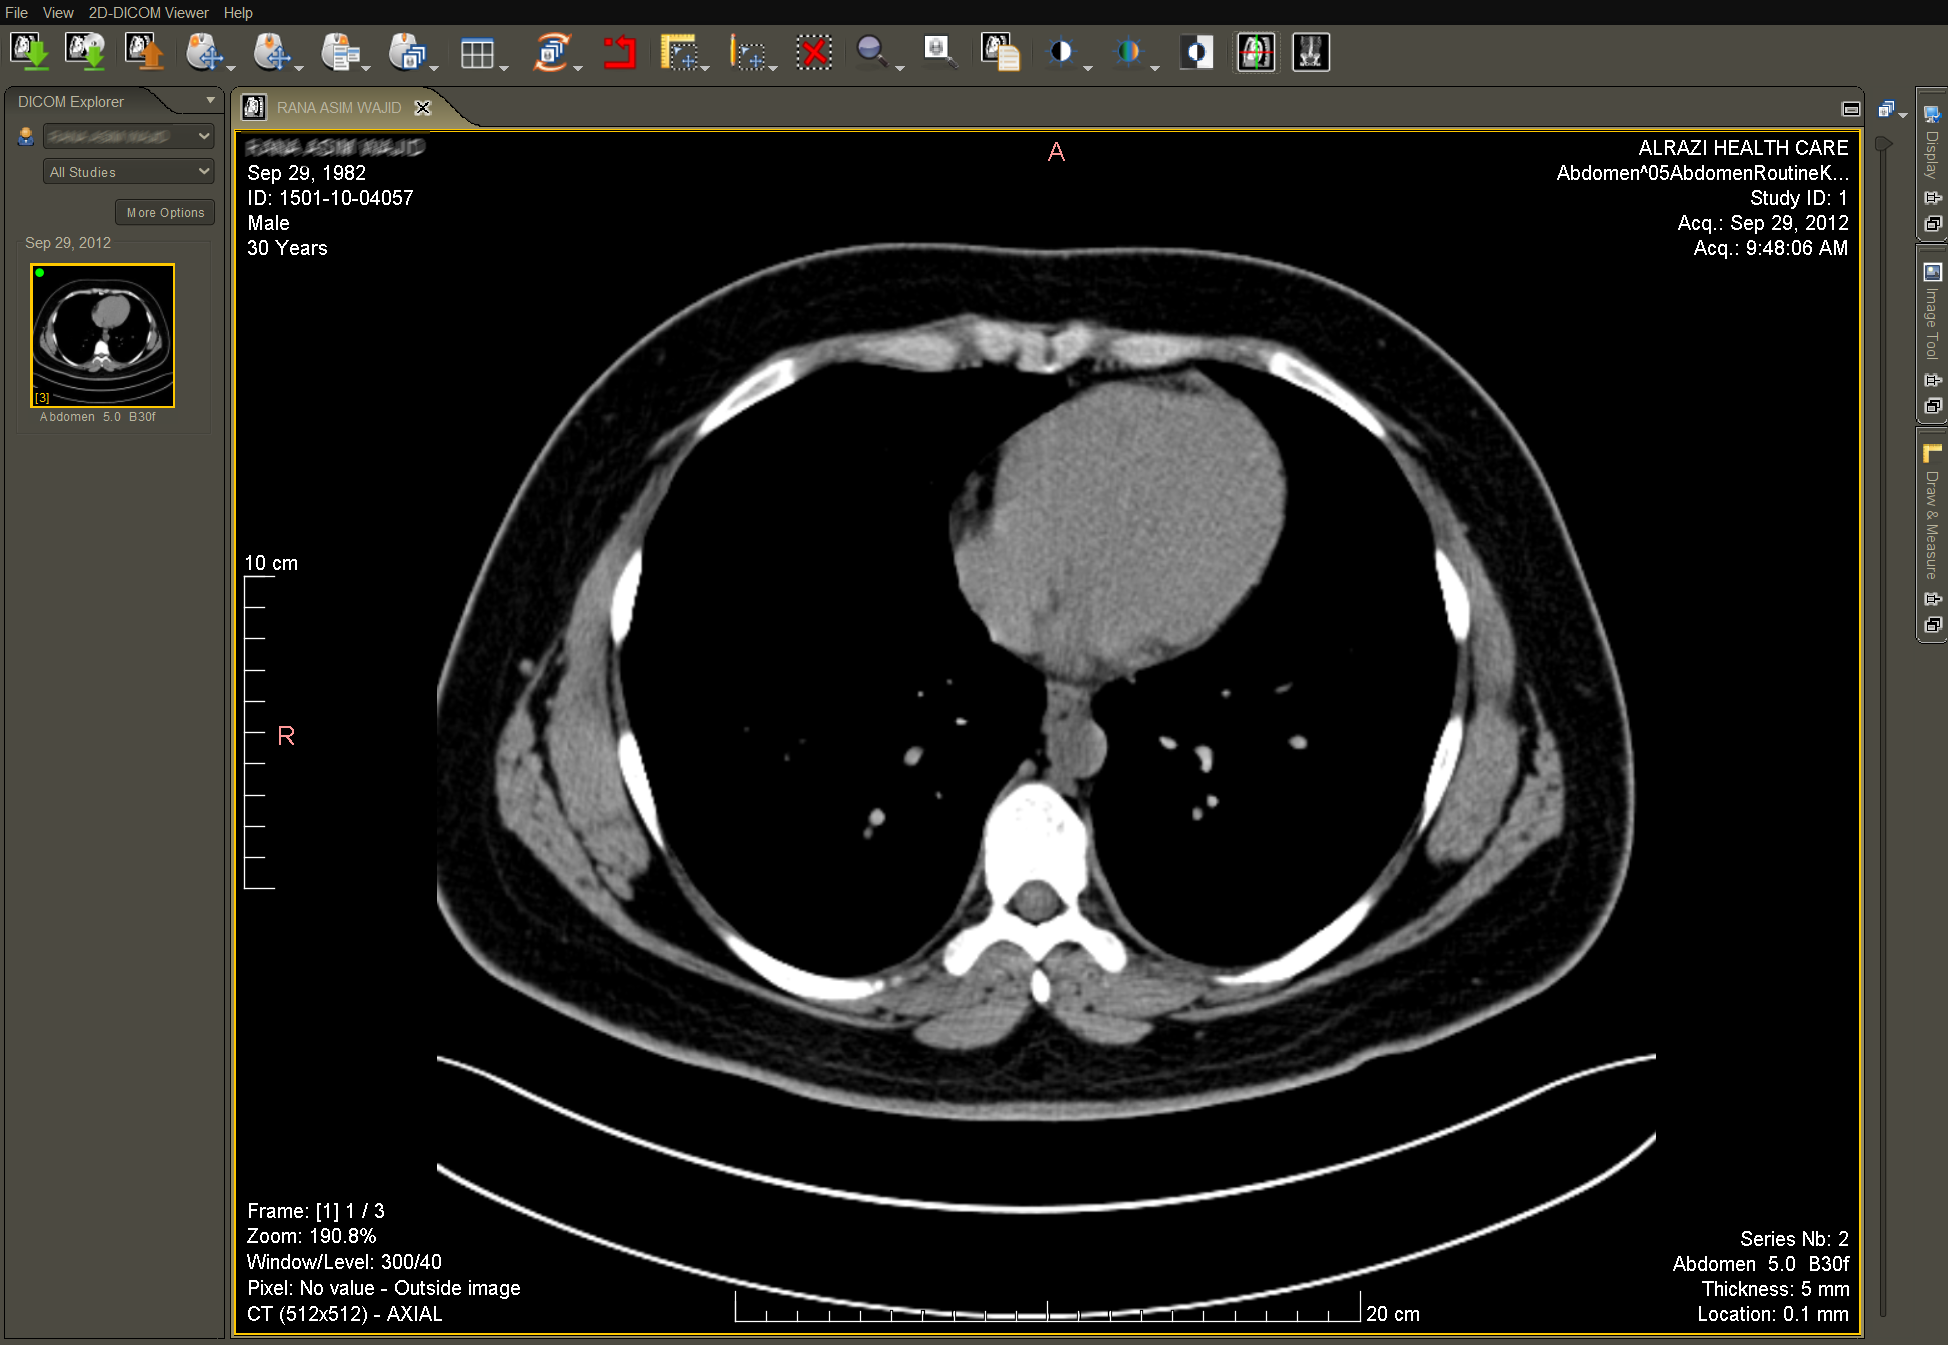 File View 2D-DICOM Viewer Help
DICOM Explorer
All Studies
More Options
Sep 29, 2012
[3]
Abdomen 5.0 B30f
RANA ASIM WAJID
Sep 29, 1982
ID: 1501-10-04057
Male
30 Years
A
ALRAZI HEALTH CARE
Abdomen^05AbdomenRoutineK...
Study ID: 1
Acq.: Sep 29, 2012
Acq.: 9:48:06 AM
10 cm
R
Frame: [1] 1 / 3
Zoom: 190.8%
Window/Level: 300/40
Pixel: No value - Outside image
CT (512x512) - AXIAL
20 cm
Series Nb: 2
Abdomen 5.0 B30f
Thickness: 5 mm
Location: 0.1 mm
Display
Image Tool
Draw & Measure